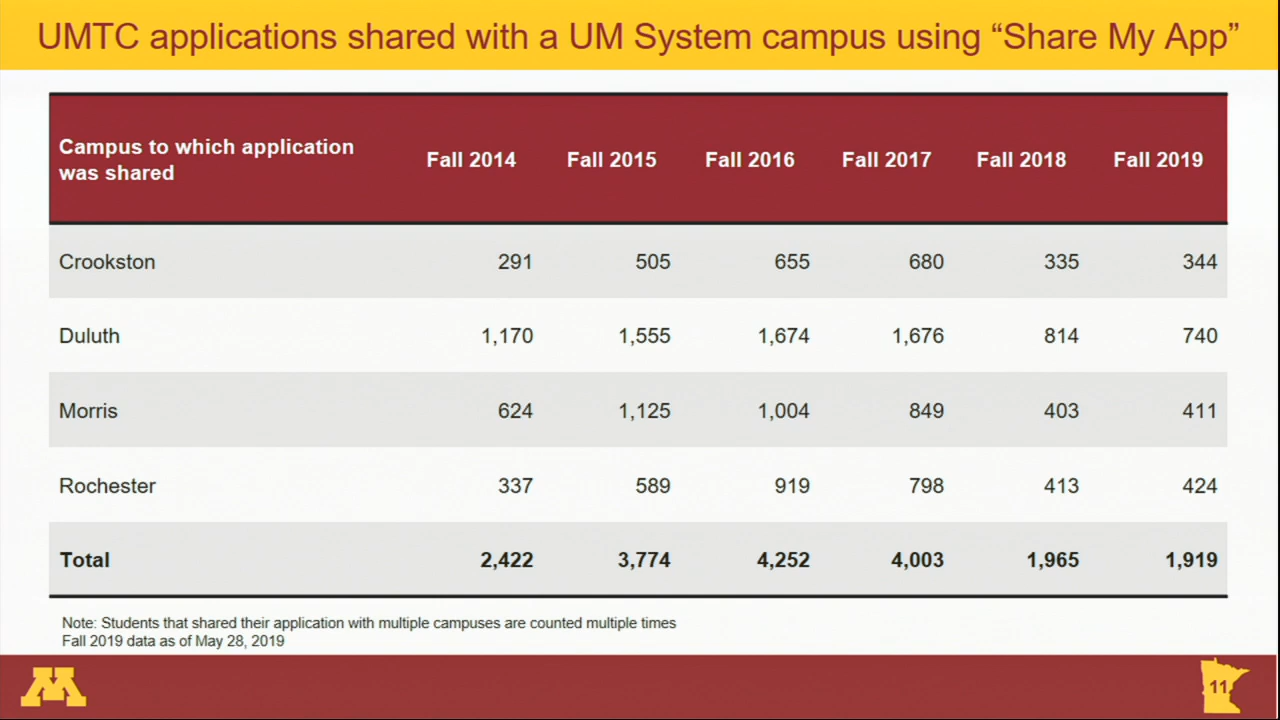 UMTC applications shared with a UM System campus using “Share My App”
Campus to which application was shared Fall 2014 Fall 2015 Fall 2016 Fall 2017 Fall 2018 Fall 2019
Crookston 291 505 655 680 335 344
Duluth 1,170 1,555 1,674 1,676 814 740
Morris 624 1,125 1,004 849 403 411
Rochester 337 589 919 798 413 424
Total 2,422 3,774 4,252 4,003 1,965 1,919
Note: Students that shared their application with multiple campuses are counted multiple times
Fall 2019 data as of May 28, 2019
M
11